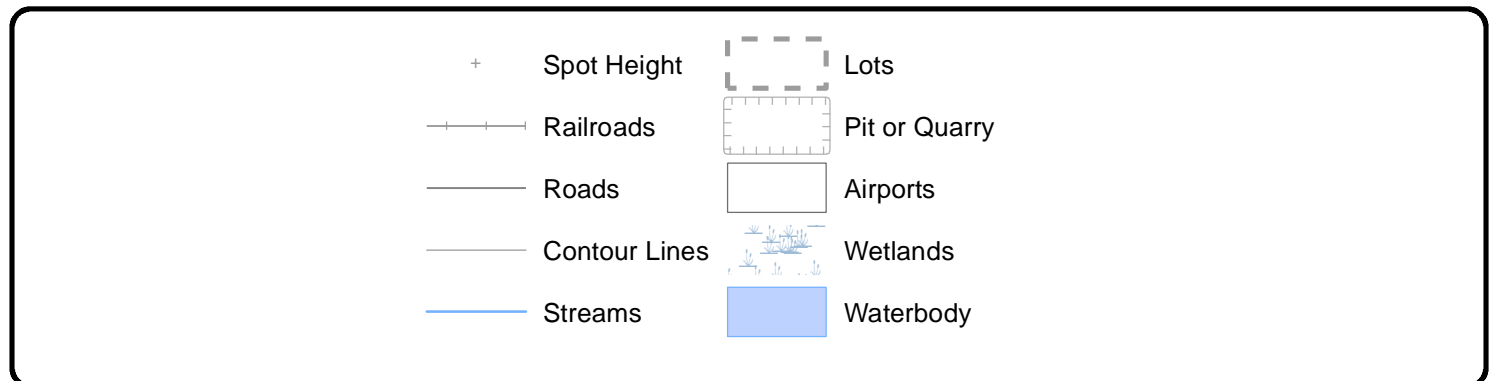 Spot Height
Railroads
Roads
Contour Lines
Streams
Lots
Pit or Quarry
Airports
Wetlands
Waterbody